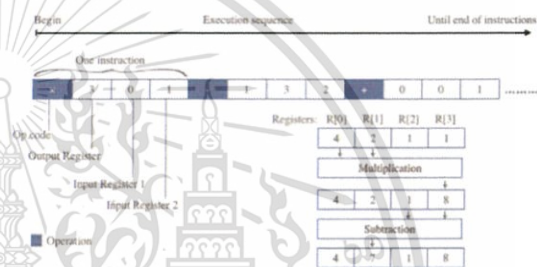 Begin Execution sequence Until end of instructions
One instruction
× 3 0 1 1 3 2 + 0 0 1 ........
Op code
Output Register
Input Register 1
Input Register 2
Operation
Registers: R[0] R[1] R[2] R[3]
4 2 1 1
Multiplication
4 2 1 8
Subtraction
4 1 8